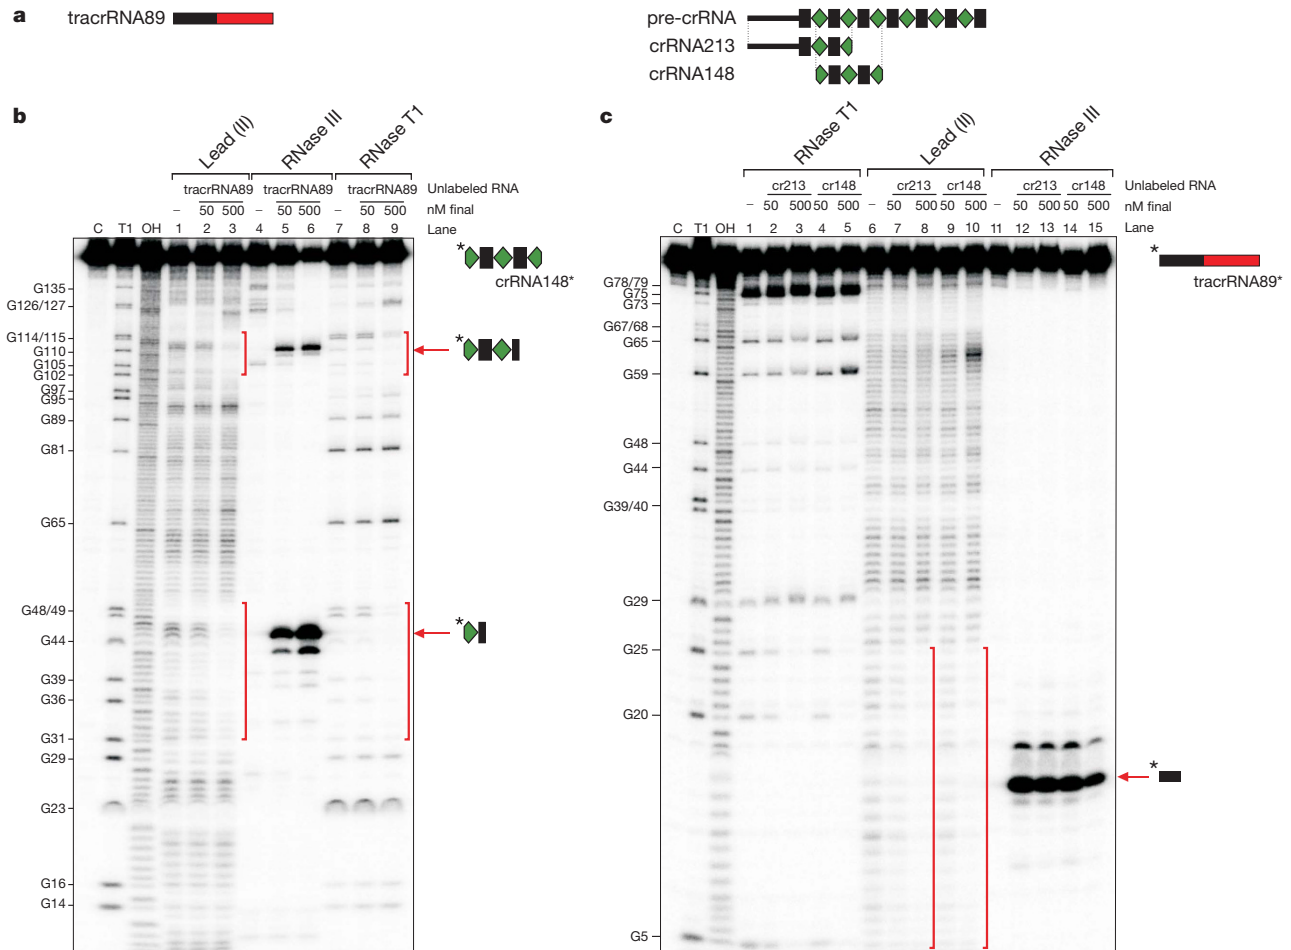 a
tracrRNA89
pre-crRNA
crRNA213
crRNA148
b
Lead (II)
RNase III
RNase T1
tracrRNA89 tracrRNA89 tracrRNA89 Unlabeled RNA
– 50 500 – 50 500 – 50 500 nM final
C T1 OH 1 2 3 4 5 6 7 8 9 Lane
*
crRNA148*
G135
G126/127
G114/115
G110
G105
G102
G97
G95
G89
G81
G65
G48/49
G44
G39
G36
G31
G29
G23
G16
G14
*
*
c
RNase T1
Lead (II)
RNase III
cr213 cr148 cr213 cr148 cr213 cr148 Unlabeled RNA
– 50 500 50 500 – 50 500 50 500 – 50 500 50 500 nM final
C T1 OH 1 2 3 4 5 6 7 8 9 10 11 12 13 14 15 Lane
*
tracrRNA89*
G78/79
G75
G73
G67/68
G65
G59
G48
G44
G39/40
G29
G25
G20
G5
*